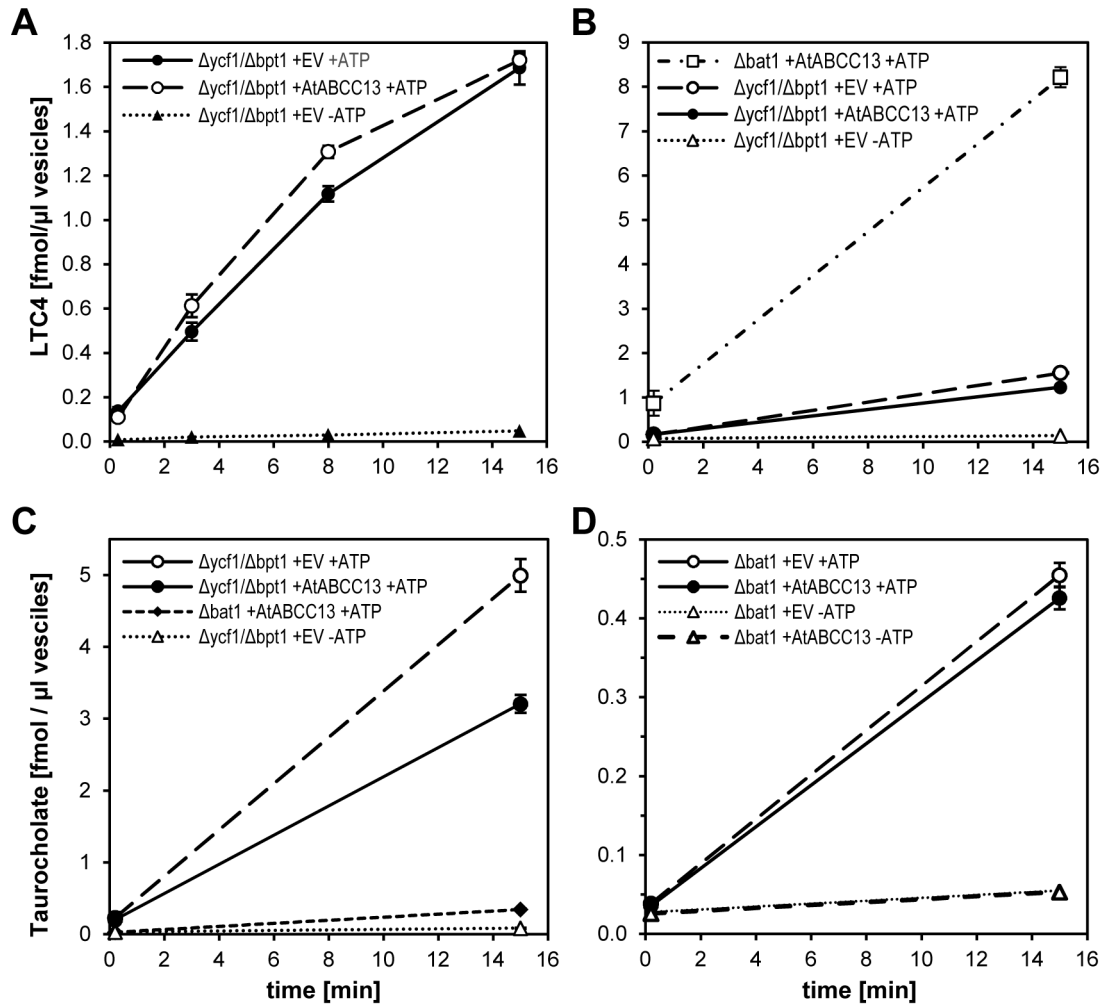 A
LTC4 [fmol/µl vesicles]
1.8
1.6
1.4
1.2
1.0
0.8
0.6
0.4
0.2
0.0
Δycf1/Δbpt1 +EV +ATP
Δycf1/Δbpt1 +AtABCC13 +ATP
Δycf1/Δbpt1 +EV -ATP
0 2 4 6 8 10 12 14 16
B
9
8
7
6
5
4
3
2
1
0
Δbat1 +AtABCC13 +ATP
Δycf1/Δbpt1 +EV +ATP
Δycf1/Δbpt1 +AtABCC13 +ATP
Δycf1/Δbpt1 +EV -ATP
0 2 4 6 8 10 12 14 16
C
Taurocholate [fmol / µl vesciles]
5
4
3
2
1
0
Δycf1/Δbpt1 +EV +ATP
Δycf1/Δbpt1 +AtABCC13 +ATP
Δbat1 +AtABCC13 +ATP
Δycf1/Δbpt1 +EV -ATP
0 2 4 6 8 10 12 14 16
time [min]
D
0.5
0.4
0.3
0.2
0.1
0.0
Δbat1 +EV +ATP
Δbat1 +AtABCC13 +ATP
Δbat1 +EV -ATP
Δbat1 +AtABCC13 -ATP
0 2 4 6 8 10 12 14 16
time [min]